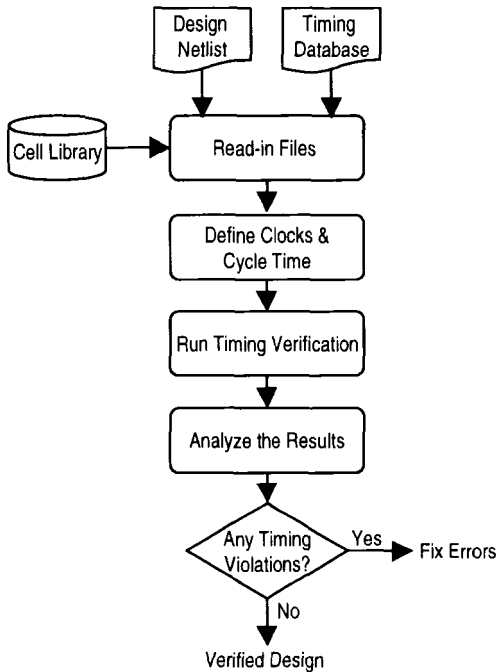 Design
Netlist
Timing
Database
Cell Library
Read-in Files
Define Clocks &
Cycle Time
Run Timing Verification
Analyze the Results
Any Timing
Violations?
Yes
Fix Errors
No
Verified Design